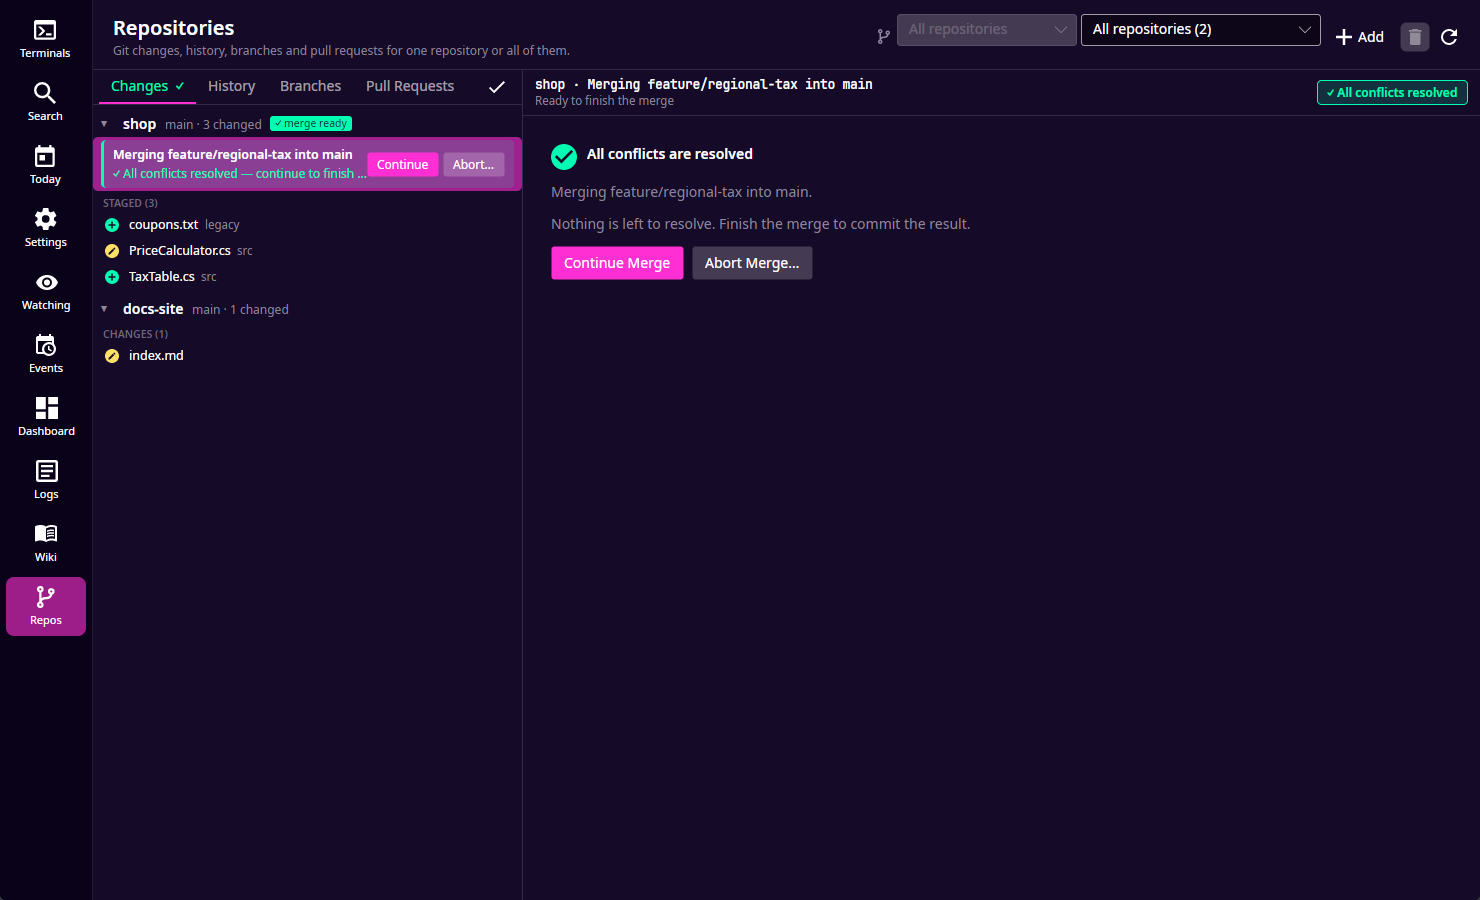 Terminals
Search
Today
Settings
Watching
Events
Dashboard
Logs
Wiki
Repos
Repositories
Git changes, history, branches and pull requests for one repository or all of them.
All repositories
All repositories (2)
Add
Changes ✓
History
Branches
Pull Requests
shop main · 3 changed ✓ merge ready
Merging feature/regional-tax into main
✓ All conflicts resolved — continue to finish ...
Continue
Abort...
STAGED (3)
coupons.txt legacy
PriceCalculator.cs src
TaxTable.cs src
docs-site main · 1 changed
CHANGES (1)
index.md
shop · Merging feature/regional-tax into main
Ready to finish the merge
✓ All conflicts resolved
All conflicts are resolved
Merging feature/regional-tax into main.
Nothing is left to resolve. Finish the merge to commit the result.
Continue Merge
Abort Merge...